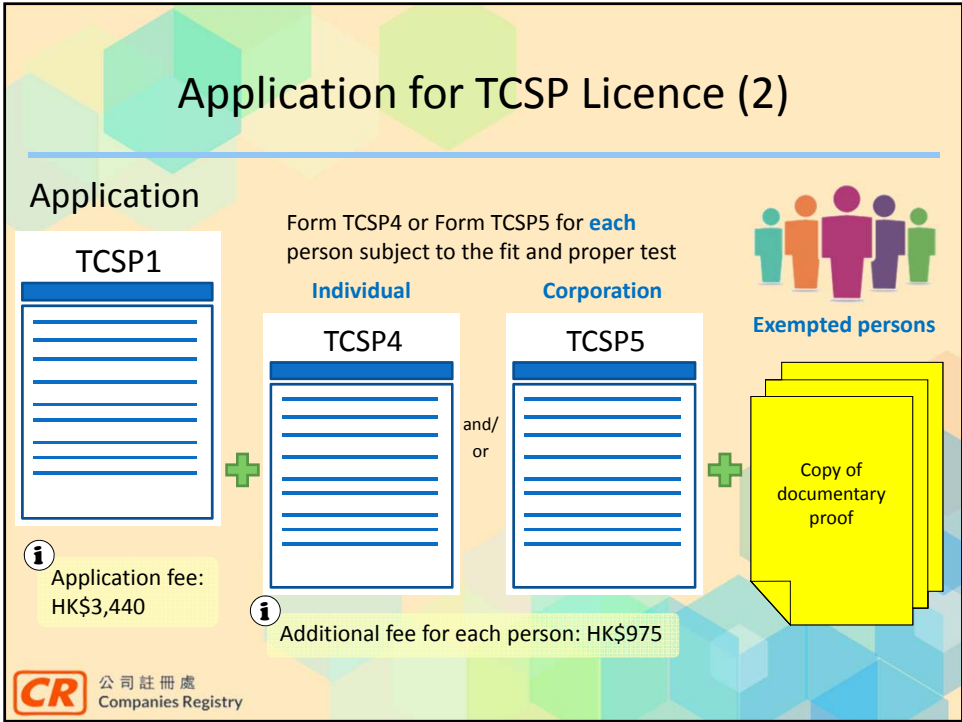 Application for TCSP Licence (2)
Application
TCSP1
Form TCSP4 or Form TCSP5 for each
person subject to the fit and proper test
Individual
TCSP4
and/
or
Corporation
TCSP5
Exempted persons
Copy of
documentary
proof
i
Application fee:
HK$3,440
i
Additional fee for each person: HK$975
CR
公司註冊處
Companies Registry